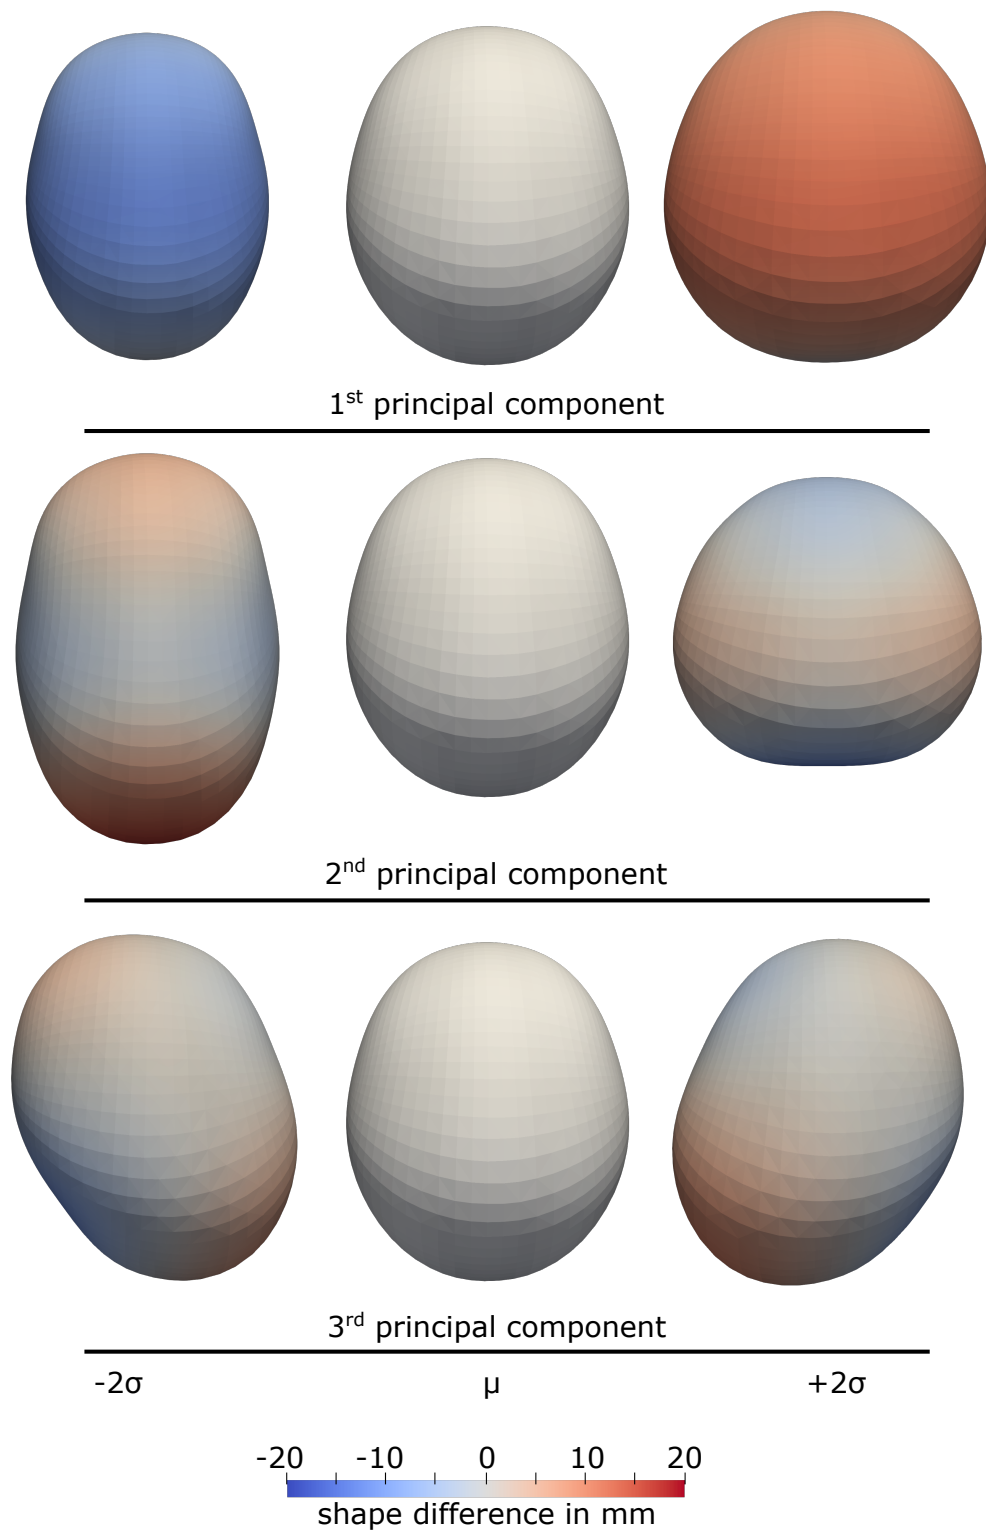 1st principal component
2nd principal component
3rd principal component
-2σ μ +2σ
-20 -10 0 10 20
shape difference in mm